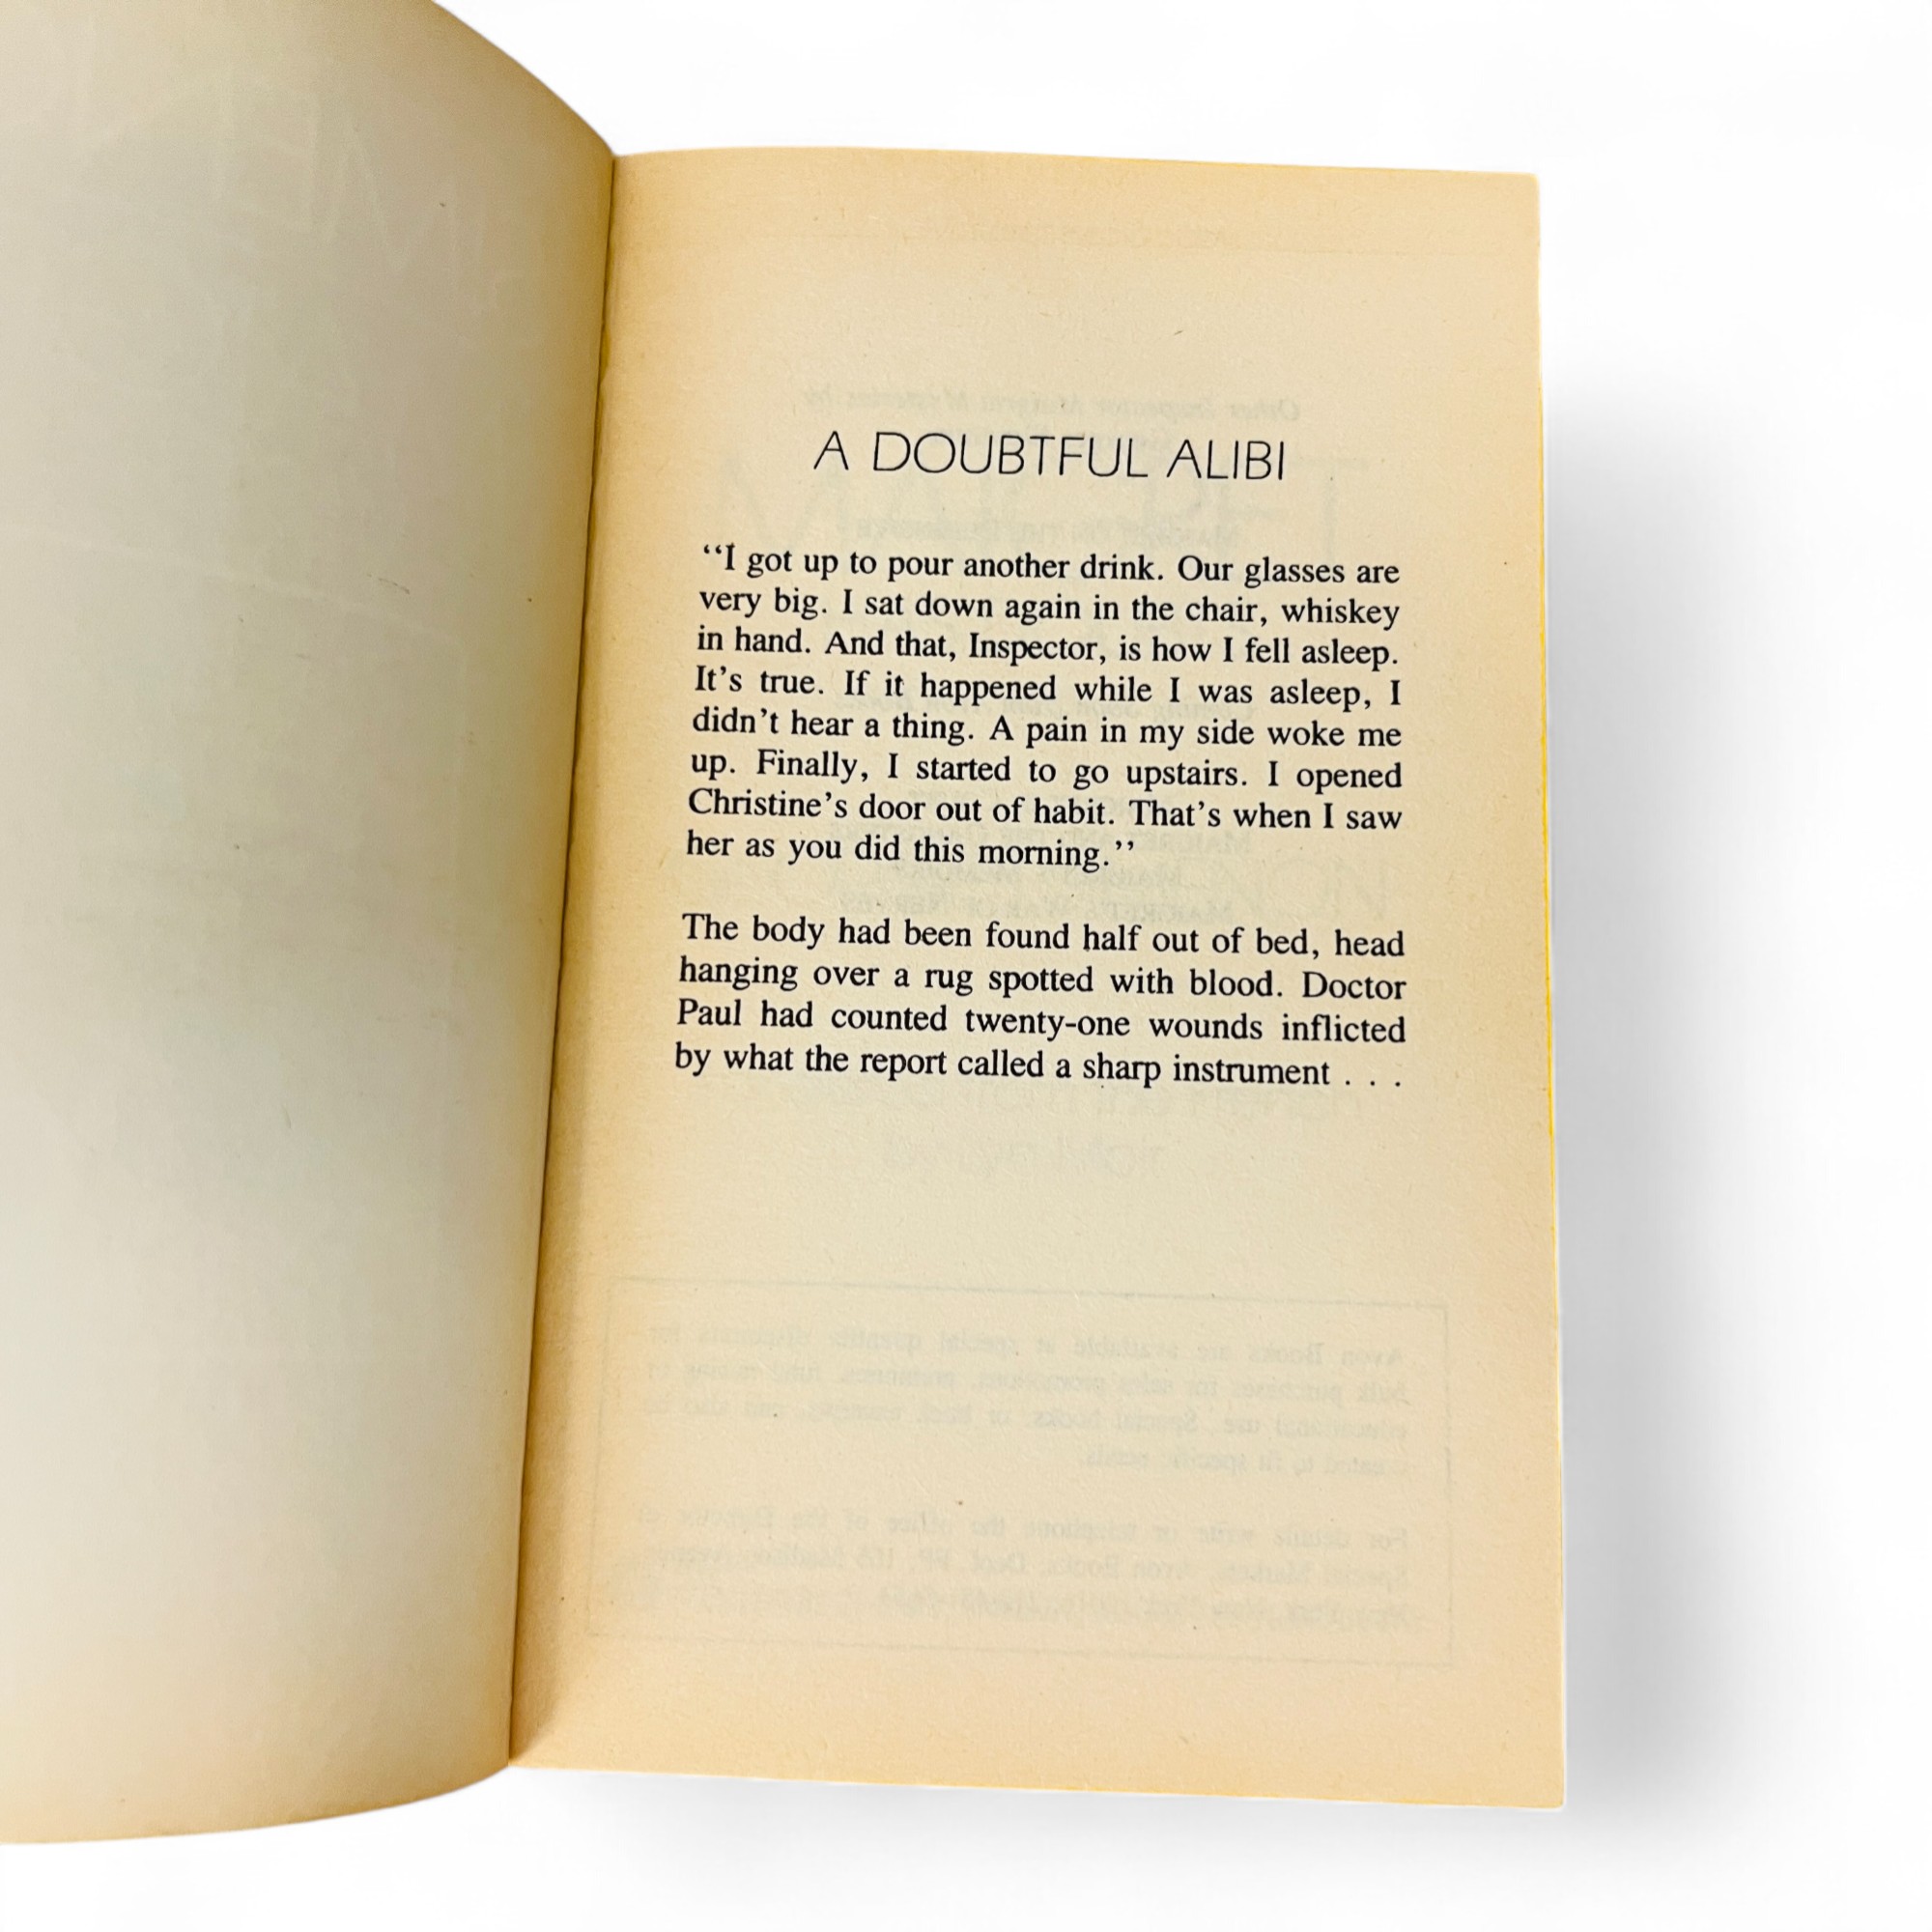 A DOUBTFUL ALIBI
“I got up to pour another drink. Our glasses are
very big. I sat down again in the chair, whiskey
in hand. And that, Inspector, is how I fell asleep.
It’s true. If it happened while I was asleep, I
didn’t hear a thing. A pain in my side woke me
up. Finally, I started to go upstairs. I opened
Christine’s door out of habit. That’s when I saw
her as you did this morning.”
The body had been found half out of bed, head
hanging over a rug spotted with blood. Doctor
Paul had counted twenty-one wounds inflicted
by what the report called a sharp instrument . . .